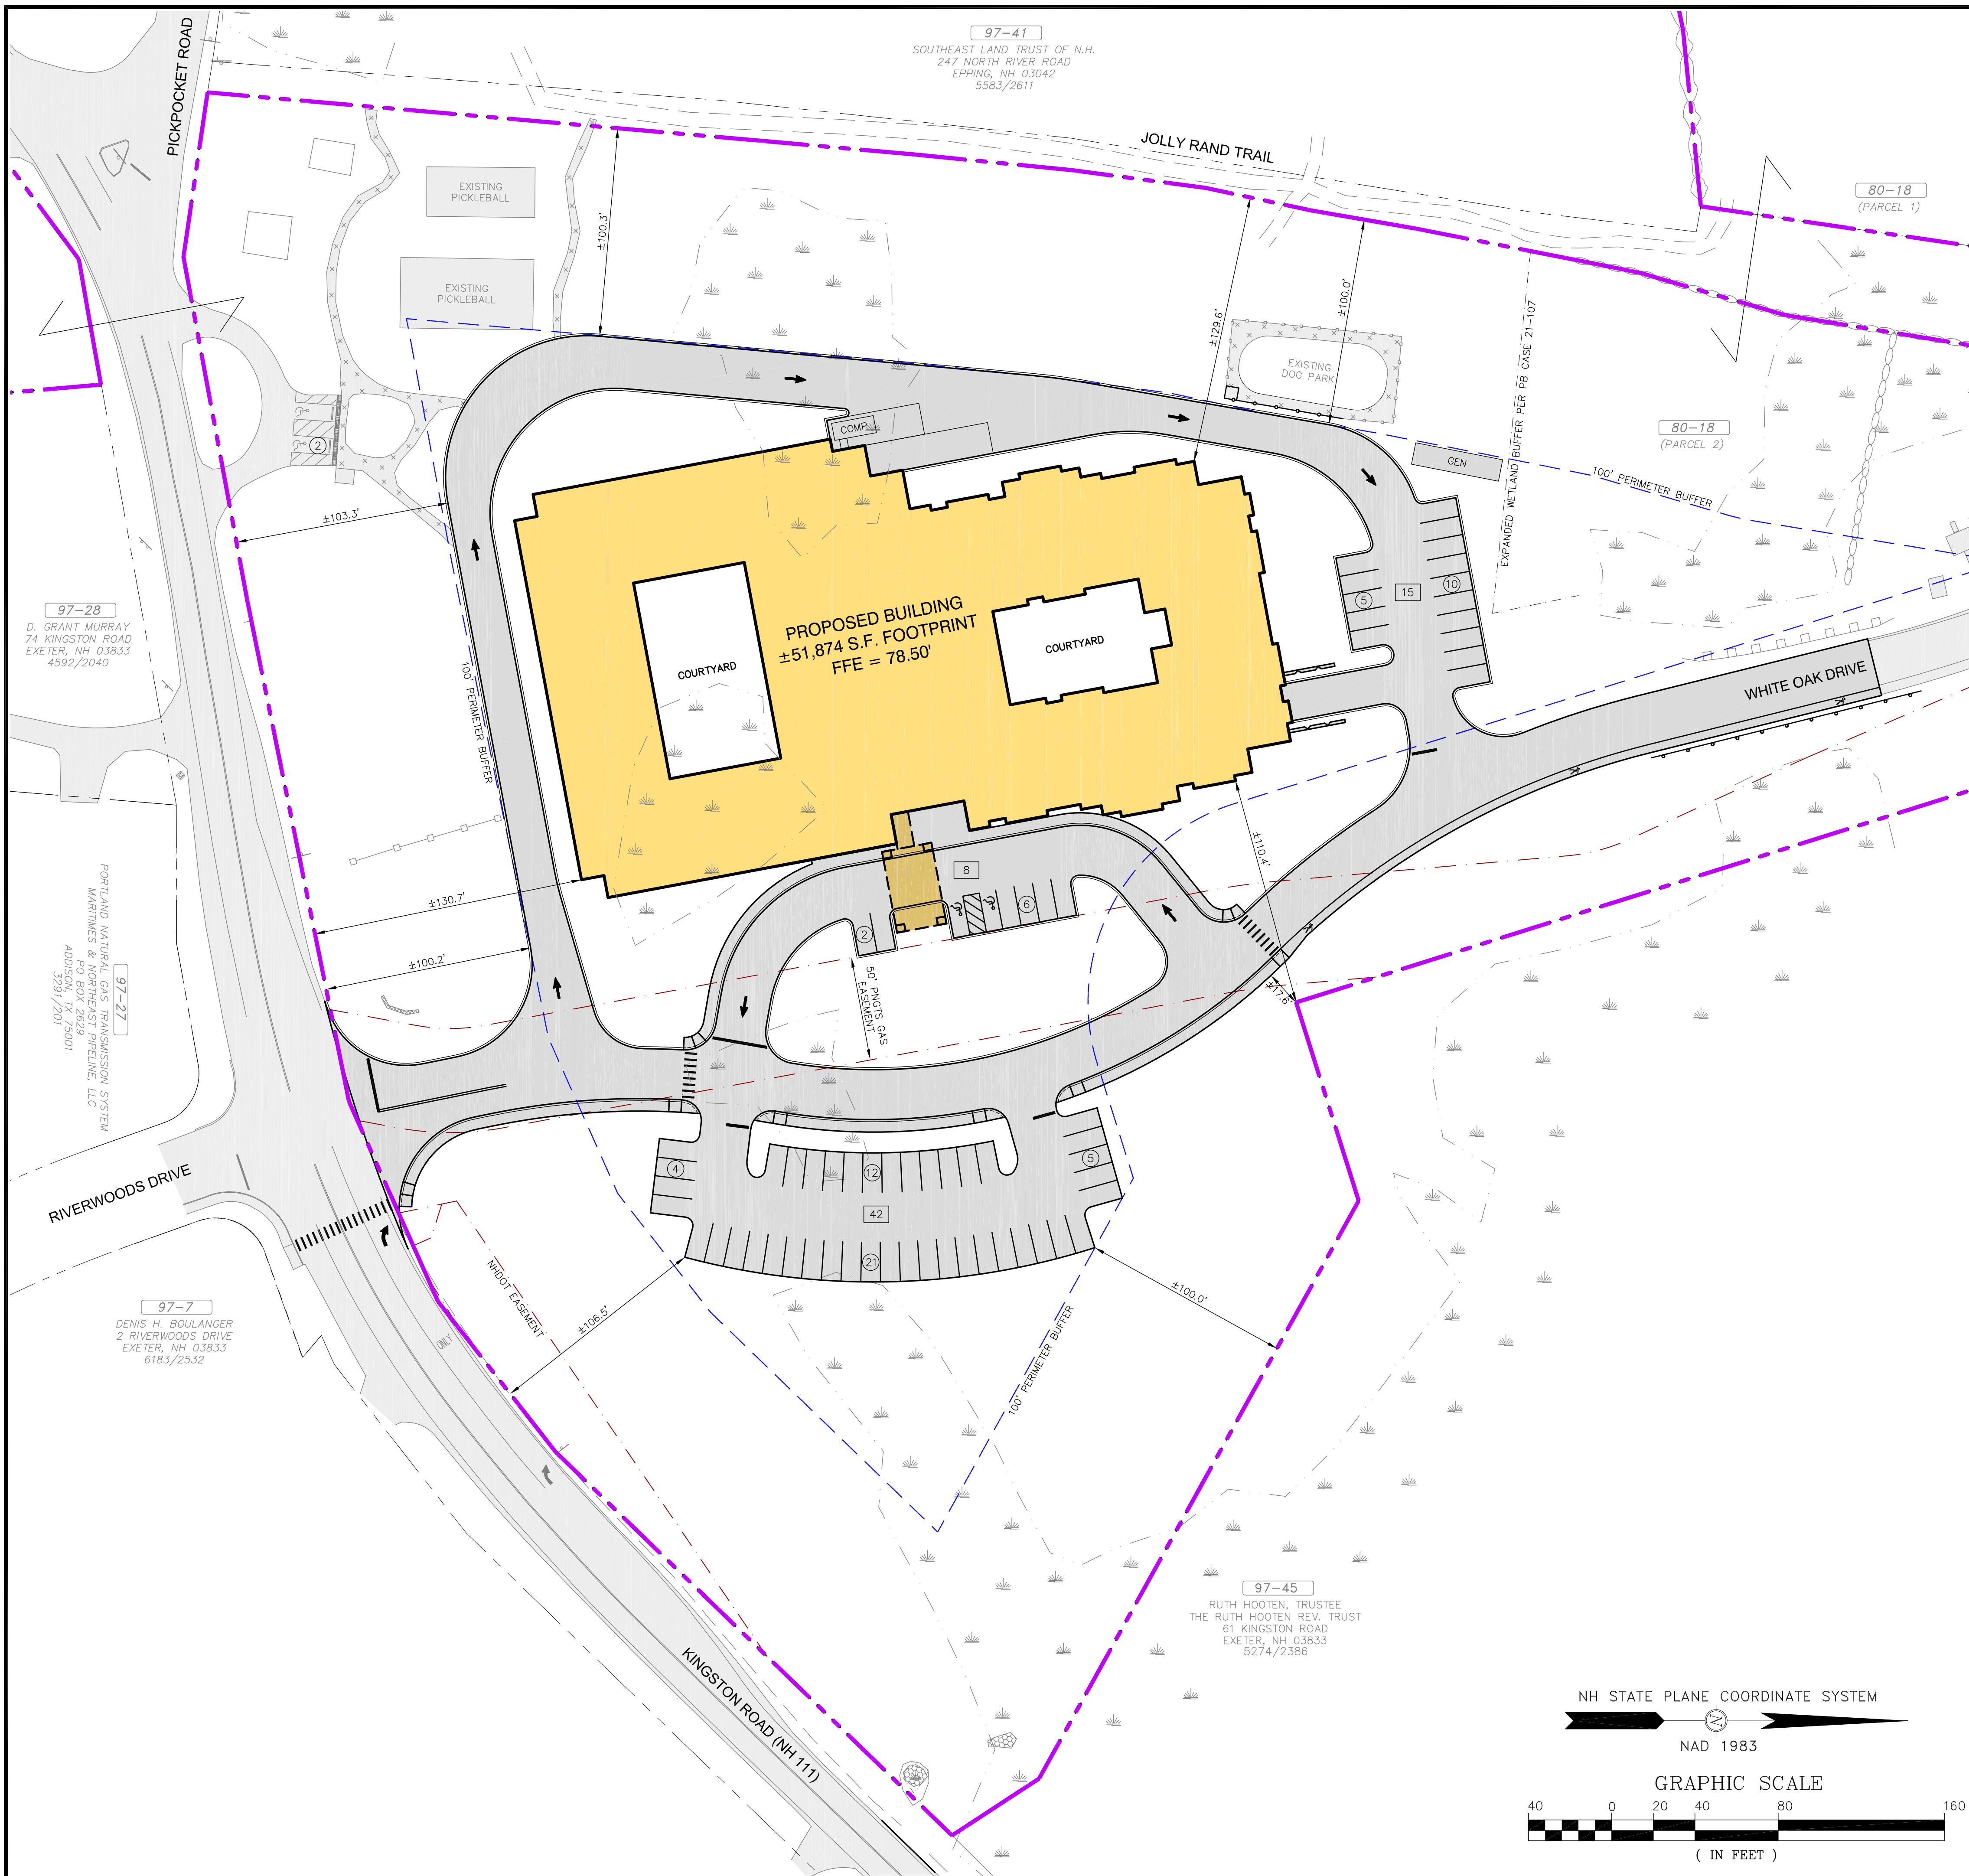 PICKPOCKET ROAD
97-41
SOUTHEAST LAND TRUST OF N.H.
247 NORTH RIVER ROAD
EPPING, NH 03042
5583/2611
JOLLY RAND TRAIL
80-18
(PARCEL 1)
EXISTING
PICKLEBALL
±100.3'
EXISTING
PICKLEBALL
±129.6'
±100.0'
EXISTING
DOG PARK
EXPANDED WETLAND BUFFER PER PB CASE 21-107
80-18
(PARCEL 2)
2
COMP.
GEN
100' PERIMETER BUFFER
±103.3'
10
15
5
97-28
D. GRANT MURRAY
74 KINGSTON ROAD
EXETER, NH 03833
4592/2040
PROPOSED BUILDING
±51,874 S.F. FOOTPRINT
FFE = 78.50'
COURTYARD
COURTYARD
100' PERIMETER BUFFER
WHITE OAK DRIVE
±110.4'
8
6
2
±130.7'
±100.2'
50' PNGTS GAS
EASEMENT
±17.6'
97-27
PORTLAND NATURAL GAS TRANSMISSION SYSTEM
MARITIMES & NORTHEAST PIPELINE, LLC
PO BOX 2629
ADDISON, TX 75001
3291/201
RIVERWOODS DRIVE
4
12
5
42
21
NHDOT EASEMENT
±106.5'
±100.0'
100' PERIMETER BUFFER
97-7
DENIS H. BOULANGER
2 RIVERWOODS DRIVE
EXETER, NH 03833
6183/2532
ONLY
97-45
RUTH HOOTEN, TRUSTEE
THE RUTH HOOTEN REV. TRUST
61 KINGSTON ROAD
EXETER, NH 03833
5274/2386
KINGSTON ROAD (NH 111)
NH STATE PLANE COORDINATE SYSTEM
N
NAD 1983
GRAPHIC SCALE
40 0 20 40 80 160
( IN FEET )